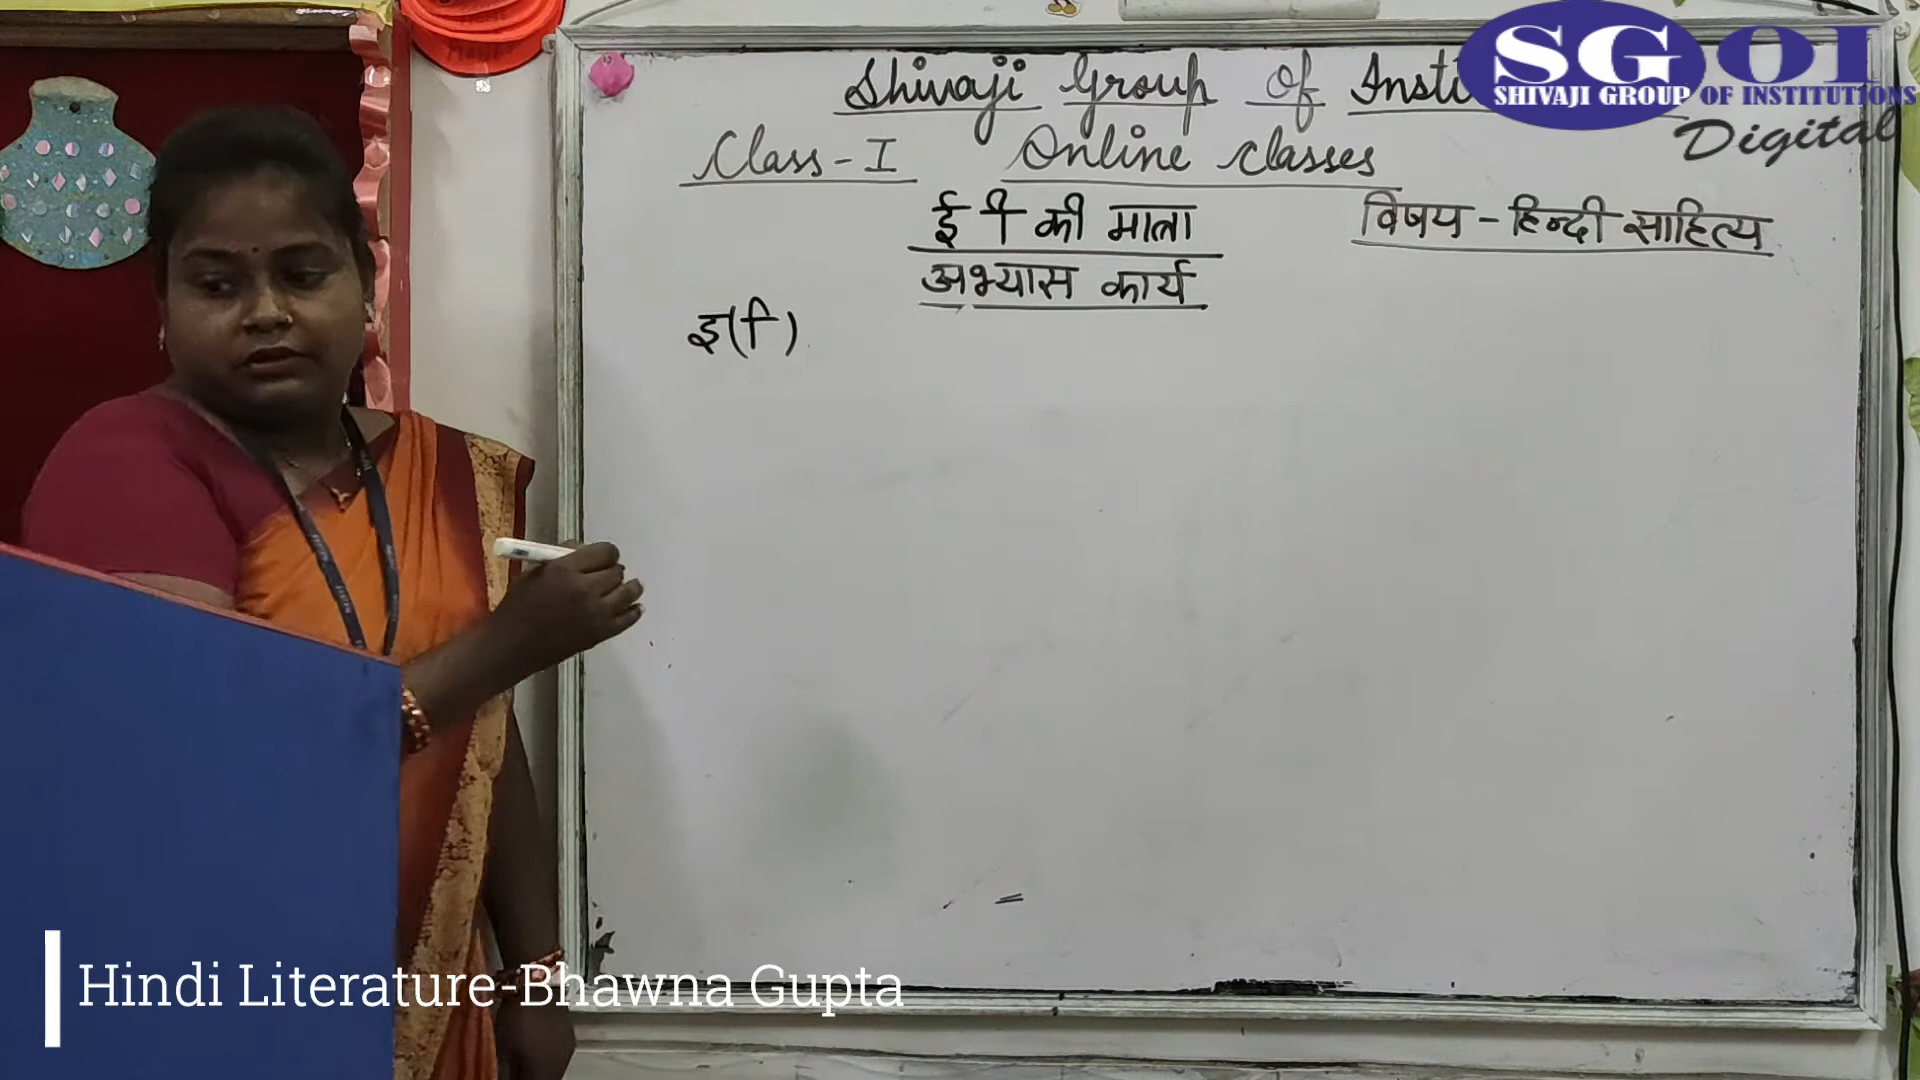 Shivaji Group Of Insti
SGOI
SHIVAJI GROUP OF INSTITUTIONS
Digital
Class-I Online classes
ई ी की मात्रा
विषय - हिन्दी साहित्य
अभ्यास कार्य
इ(ि)
Hindi Literature-Bhawna Gupta